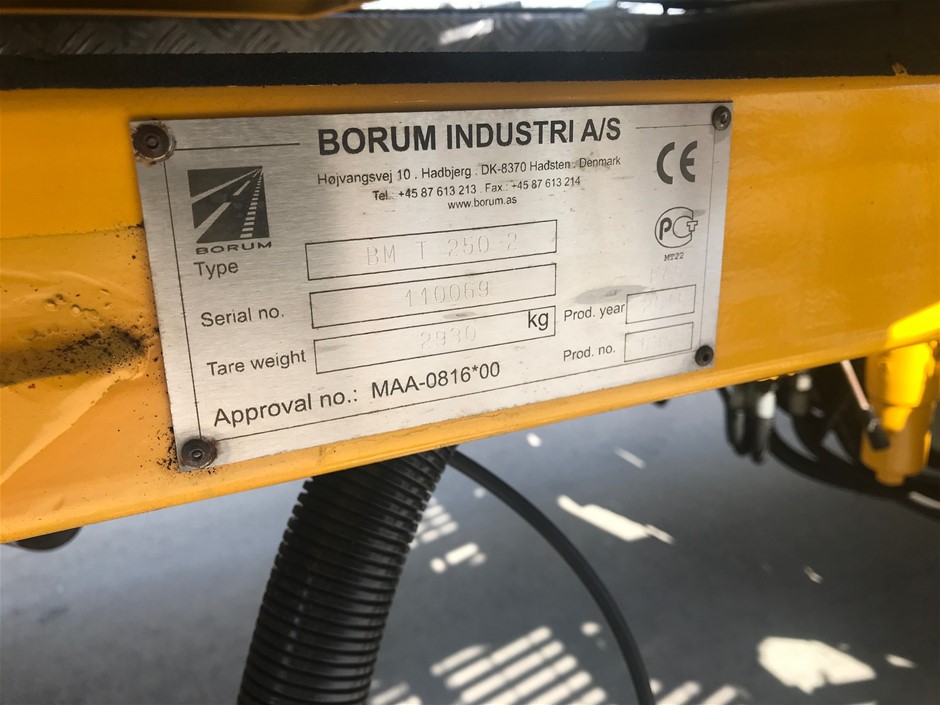 BORUM INDUSTRI A/S
Højvangsvej 10 . Hadbjerg . DK-8370 Hadsten . Denmark
Tel.: +45 87 613 213 . Fax.: +45 87 613 214
www.borum.as
CE
BORUM
PCT
MT22
Type BM T 250-2
Serial no. 110069
Tare weight 2930 kg
Prod. year
Prod. no.
Approval no.: MAA-0816*00